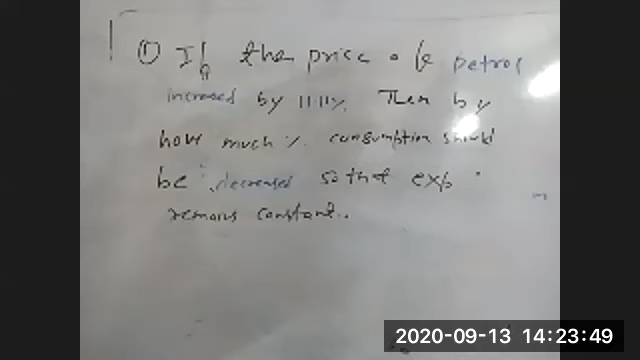 ① If the price of petrol
increased by 11.11%. Then by
how much % consumption should
be decreased so that exp.
remains constant..
2020-09-13 14:23:49